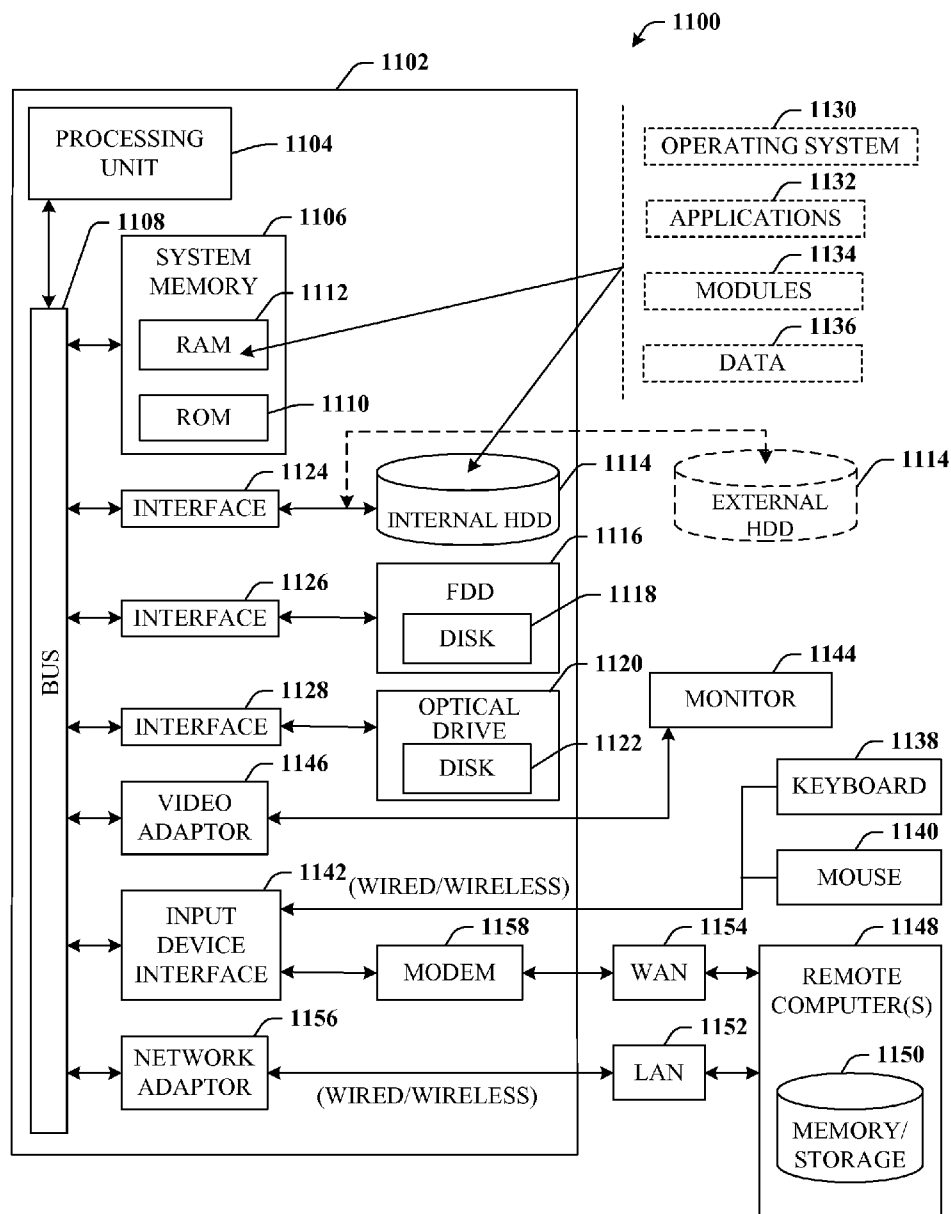 1100
1102
PROCESSING
UNIT
1104
1108
1106
SYSTEM
MEMORY
1112
RAM
1110
ROM
1130
OPERATING SYSTEM
1132
APPLICATIONS
1134
MODULES
1136
DATA
BUS
1124
INTERFACE
1114
INTERNAL HDD
1114
EXTERNAL
HDD
1126
INTERFACE
1116
FDD
1118
DISK
1128
INTERFACE
1120
OPTICAL
DRIVE
1122
DISK
1144
MONITOR
1146
VIDEO
ADAPTOR
1138
KEYBOARD
1140
MOUSE
1142
INPUT
DEVICE
INTERFACE
(WIRED/WIRELESS)
1158
MODEM
1154
WAN
1148
REMOTE
COMPUTER(S)
1156
NETWORK
ADAPTOR
(WIRED/WIRELESS)
1152
LAN
1150
MEMORY/
STORAGE